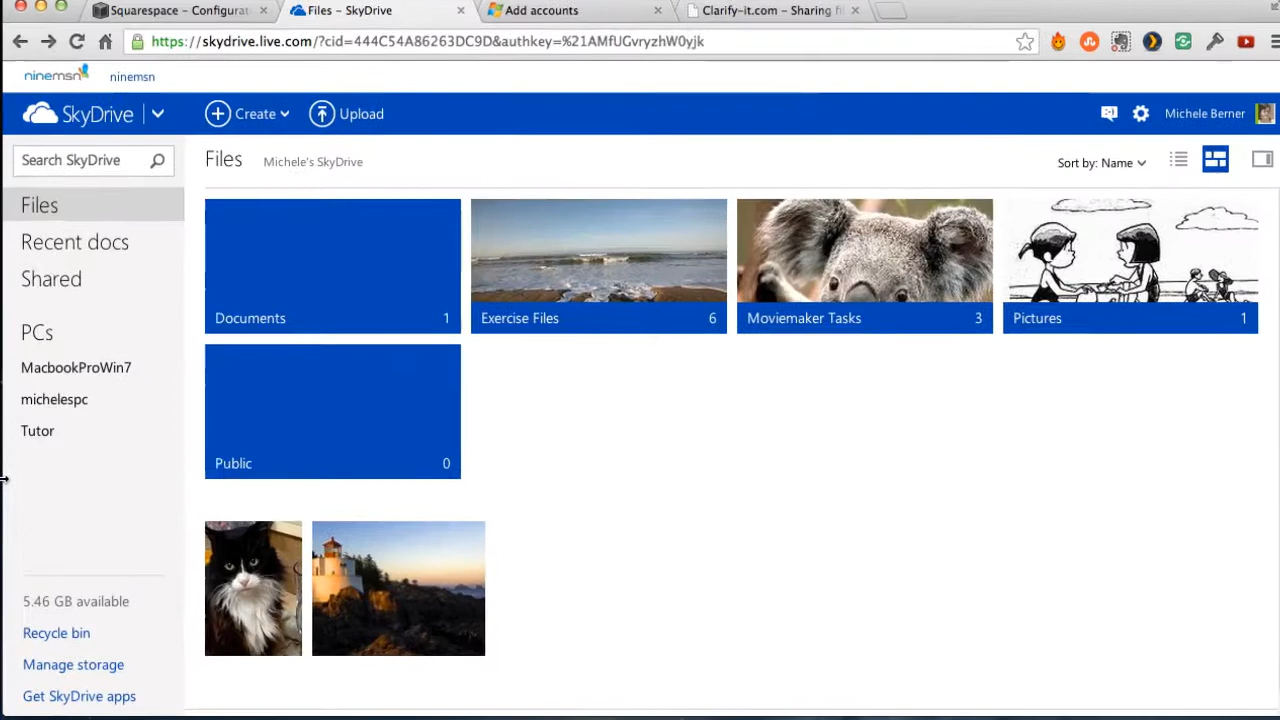 Squarespace - Configurat
Files - SkyDrive
Add accounts
Clarify-it.com - Sharing fi
https://skydrive.live.com/?cid=444C54A86263DC9D&authkey=%21AMfUGvryzhW0yjk
ninemsn
ninemsn
SkyDrive
Create
Upload
Michele Berner
Search SkyDrive
Files
Michele's SkyDrive
Sort by: Name
Files
Recent docs
Shared
PCs
MacbookProWin7
michelespc
Tutor
Documents 1
Exercise Files 6
Moviemaker Tasks 3
Pictures 1
Public 0
5.46 GB available
Recycle bin
Manage storage
Get SkyDrive apps